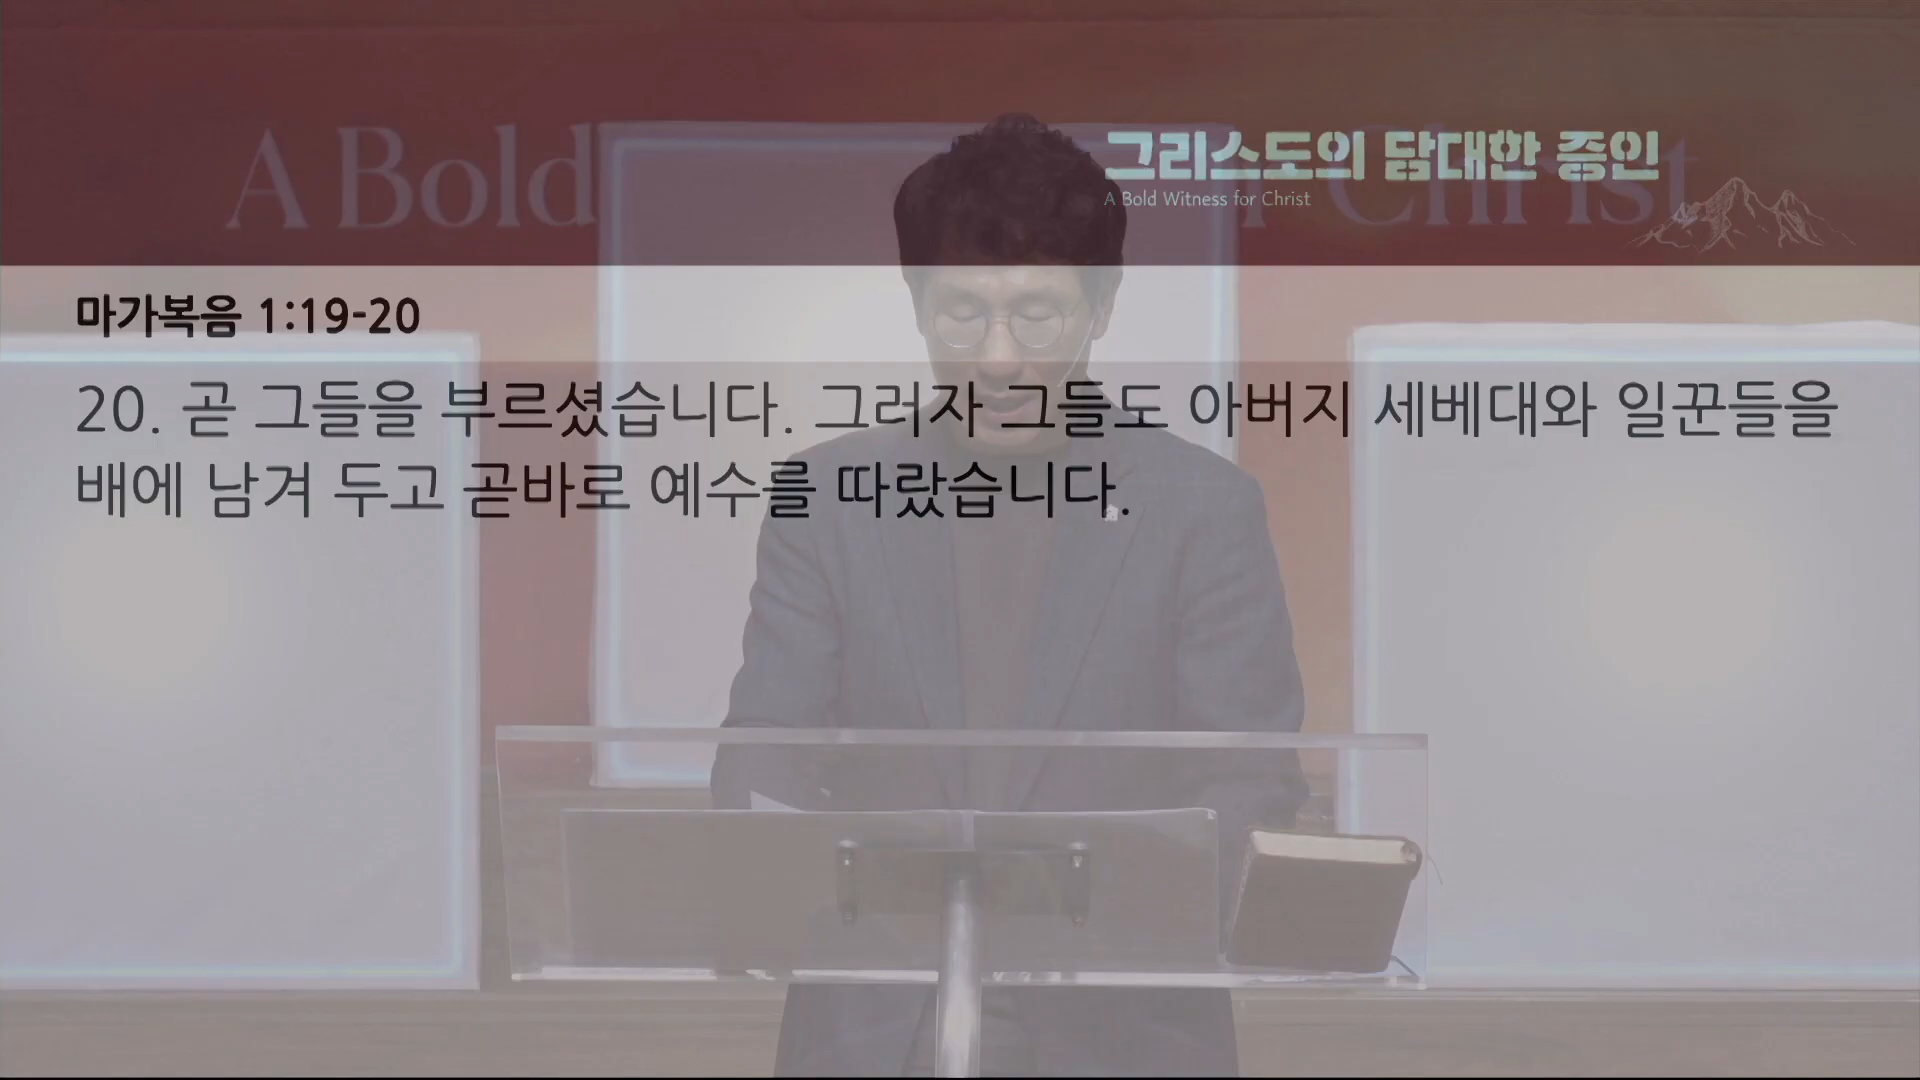 A Bold Christ
그리스도의 담대한 증인
A Bold Witness for Christ
마가복음 1:19-20
20. 곧 그들을 부르셨습니다. 그러자 그들도 아버지 세베대와 일꾼들을
배에 남겨 두고 곧바로 예수를 따랐습니다.